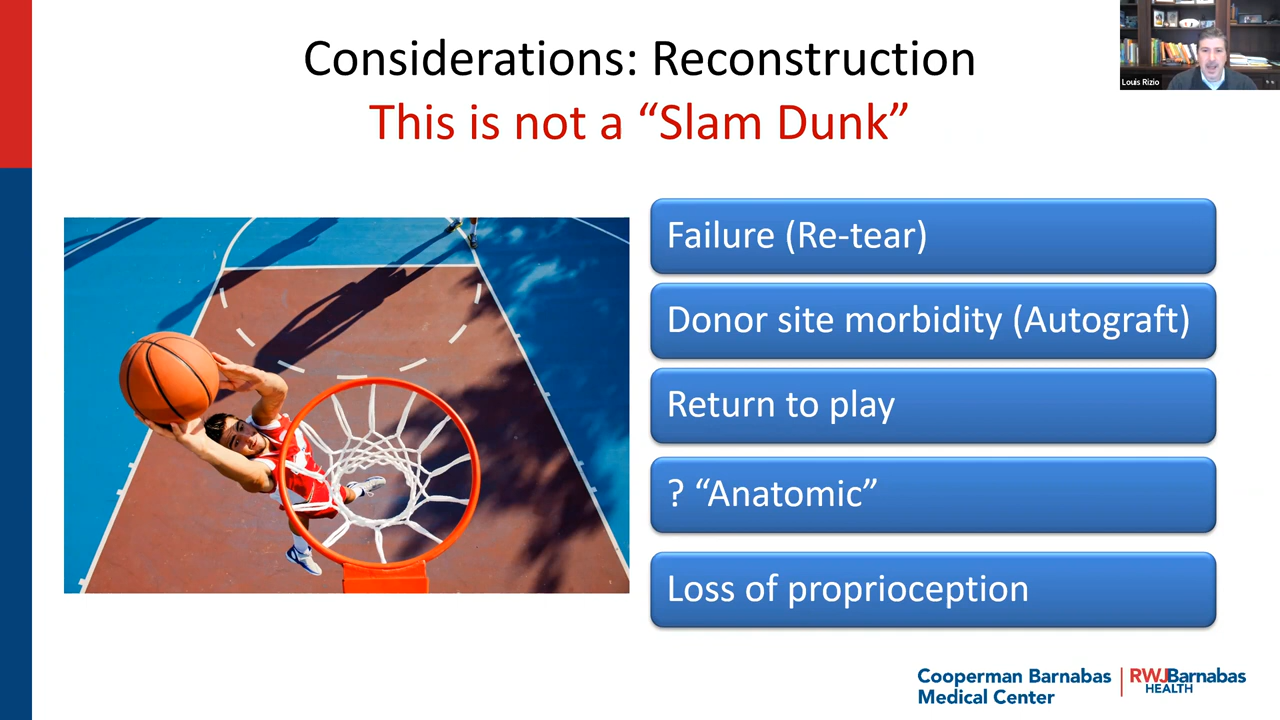 Considerations: Reconstruction
This is not a “Slam Dunk”
Louis Rizio
Failure (Re-tear)
Donor site morbidity (Autograft)
Return to play
? “Anatomic”
Loss of proprioception
Cooperman Barnabas
Medical Center
RWJBarnabas
HEALTH